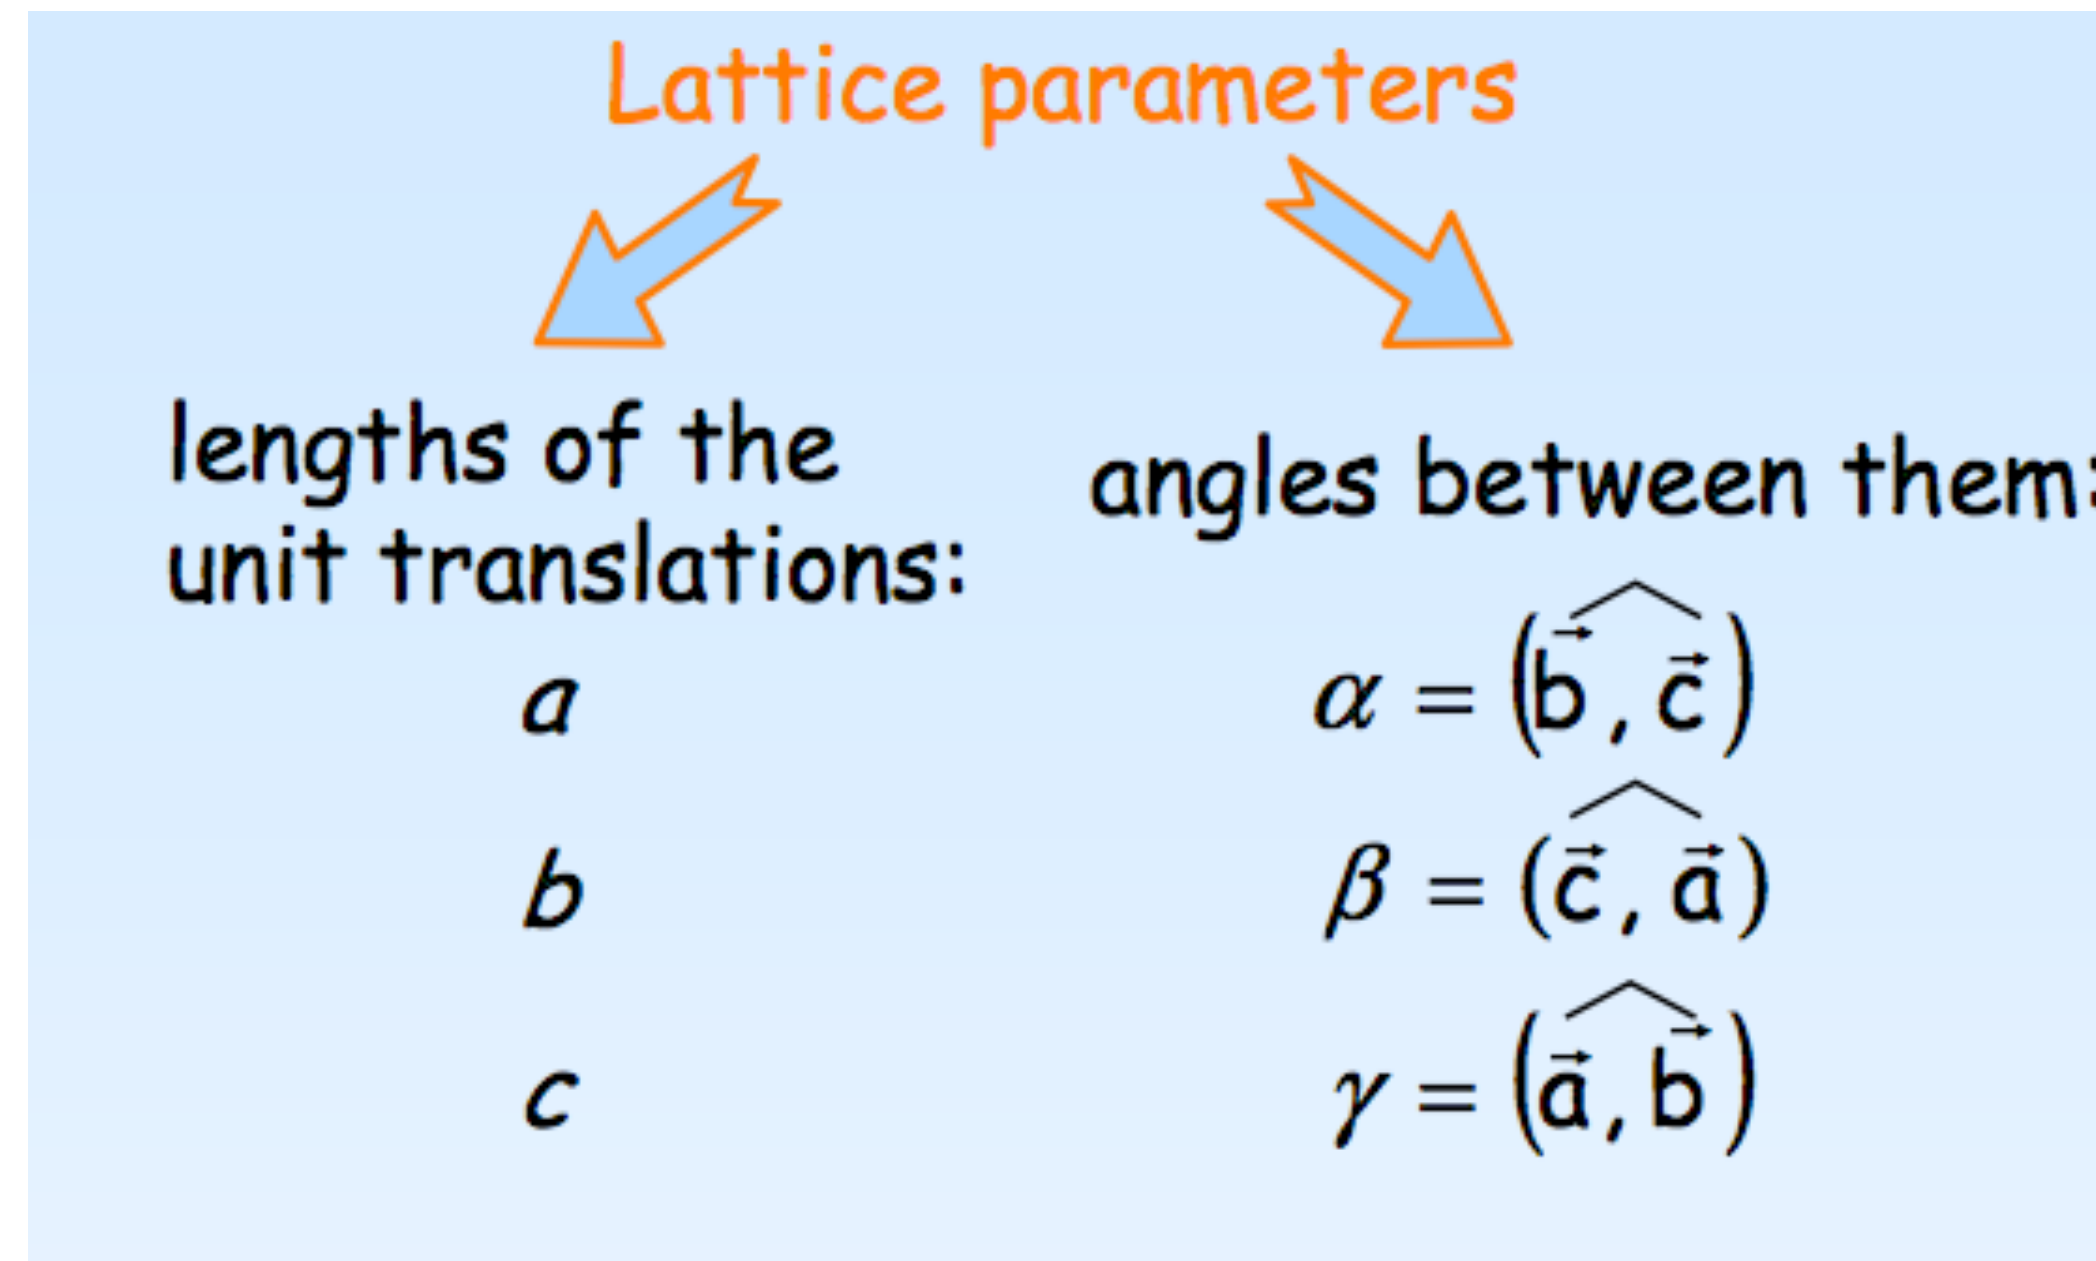 Lattice parameters
lengths of the
unit translations:
a
b
c
angles between them:
α = (b⃗ , c⃗)
β = (c⃗ , a⃗)
γ = (a⃗ , b⃗)